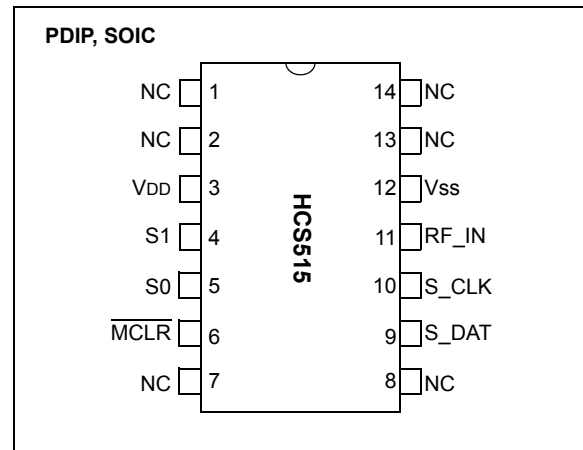 PDIP, SOIC
NC 1 14 NC
NC 2 13 NC
VDD 3 12 Vss
S1 4 11 RF_IN
S0 5 10 S_CLK
MCLR 6 9 S_DAT
NC 7 8 NC
HCS515